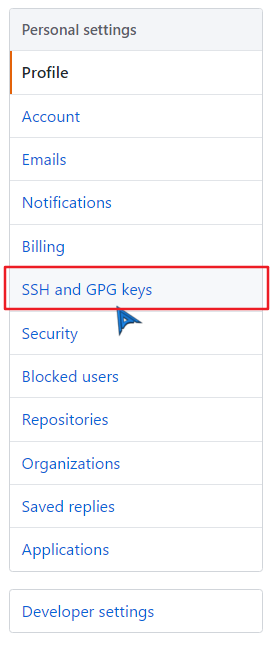 Personal settings
Profile
Account
Emails
Notifications
Billing
SSH and GPG keys
Security
Blocked users
Repositories
Organizations
Saved replies
Applications
Developer settings